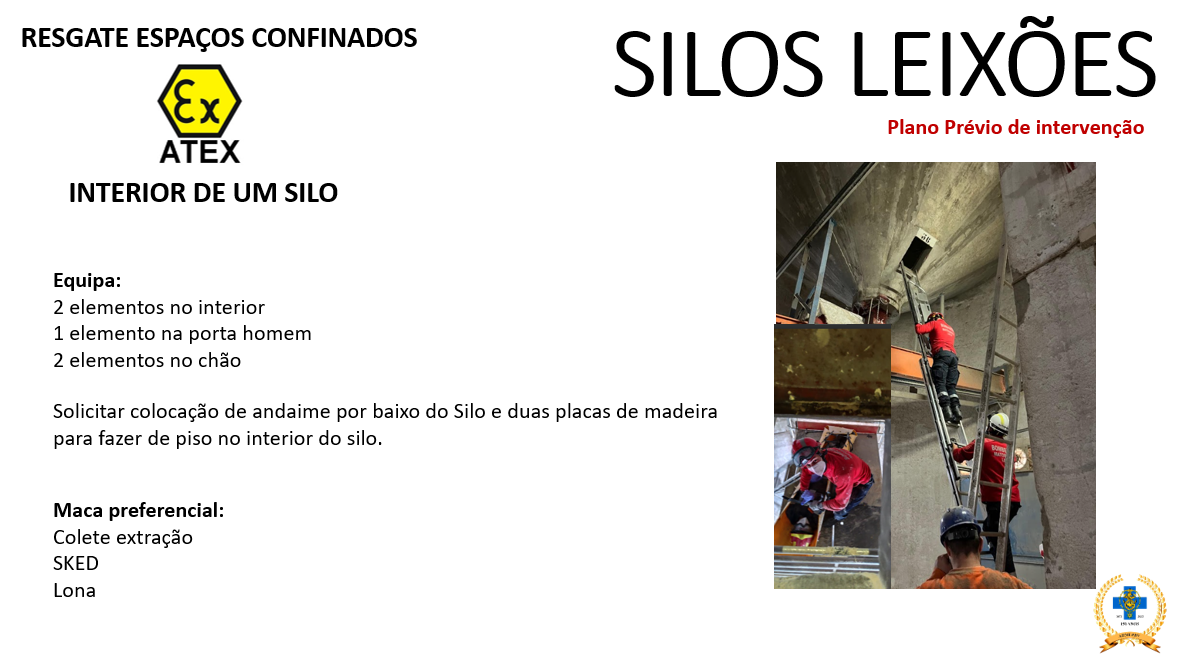 RESGATE ESPAÇOS CONFINADOS
Ex
ATEX
INTERIOR DE UM SILO
SILOS LEIXÕES
Plano Prévio de intervenção
Equipa:
2 elementos no interior
1 elemento na porta homem
2 elementos no chão
Solicitar colocação de andaime por baixo do Silo e duas placas de madeira
para fazer de piso no interior do silo.
Maca preferencial:
Colete extração
SKED
Lona